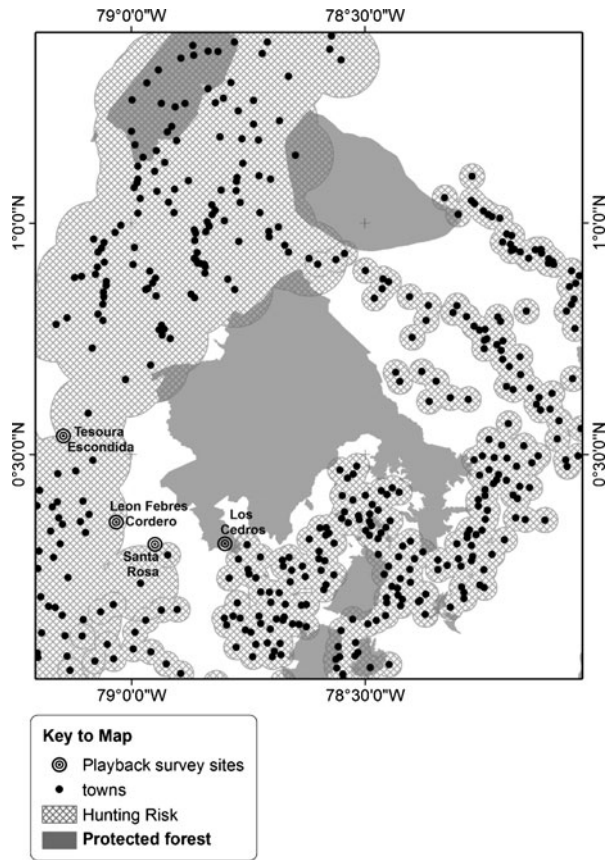 79°0'0"W
78°30'0"W
1°0'0"N
1°0'0"N
Tesoura
Escondida
0°30'0"N
0°30'0"N
Leon Febres
Cordero
Los
Cedros
Santa
Rosa
79°0'0"W
78°30'0"W
Key to Map
Playback survey sites
towns
Hunting Risk
Protected forest